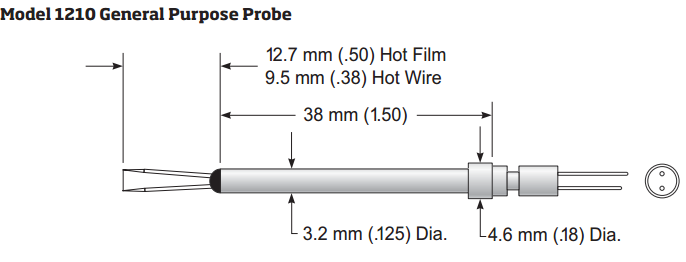 Model 1210 General Purpose Probe
12.7 mm (.50) Hot Film
9.5 mm (.38) Hot Wire
38 mm (1.50)
3.2 mm (.125) Dia.
4.6 mm (.18) Dia.